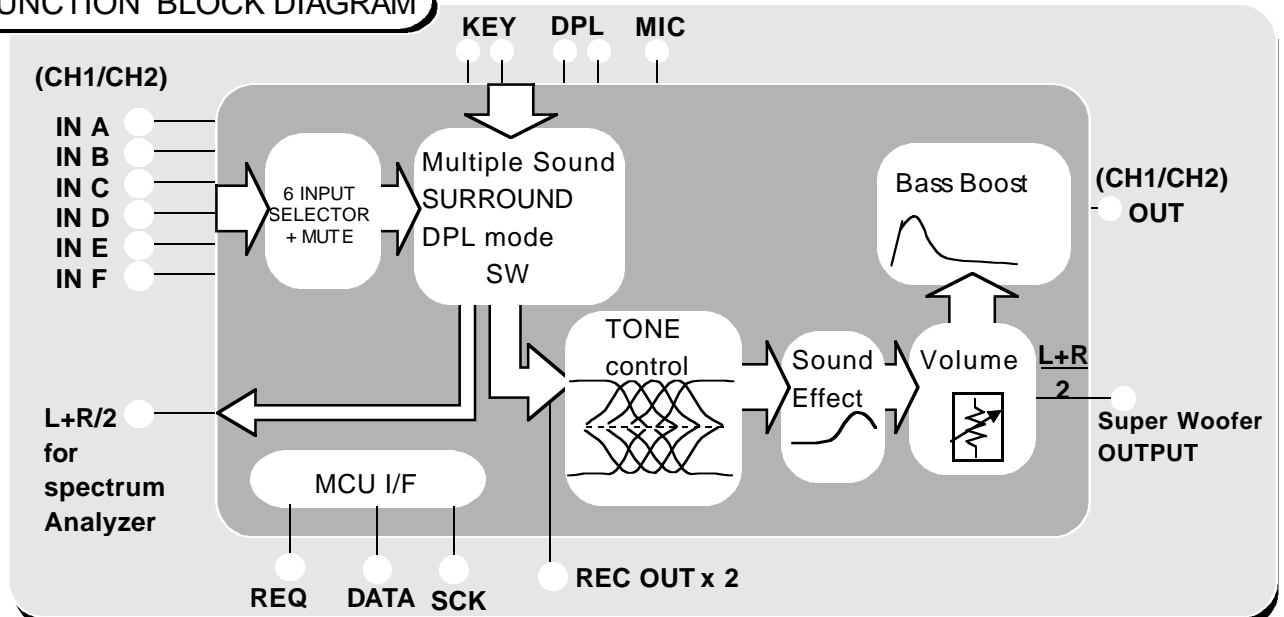 UNCTION BLOCK DIAGRAM
KEY DPL MIC
(CH1/CH2)
IN A
IN B
IN C
IN D
IN E
IN F
6 INPUT
SELECTOR
+ MUTE
Multiple Sound
SURROUND
DPL mode
SW
Bass Boost
(CH1/CH2)
OUT
TONE
control
Sound
Effect
Volume
L+R
2
Super Woofer
OUTPUT
L+R/2
for
spectrum
Analyzer
MCU I/F
REC OUT x 2
REQ DATA SCK